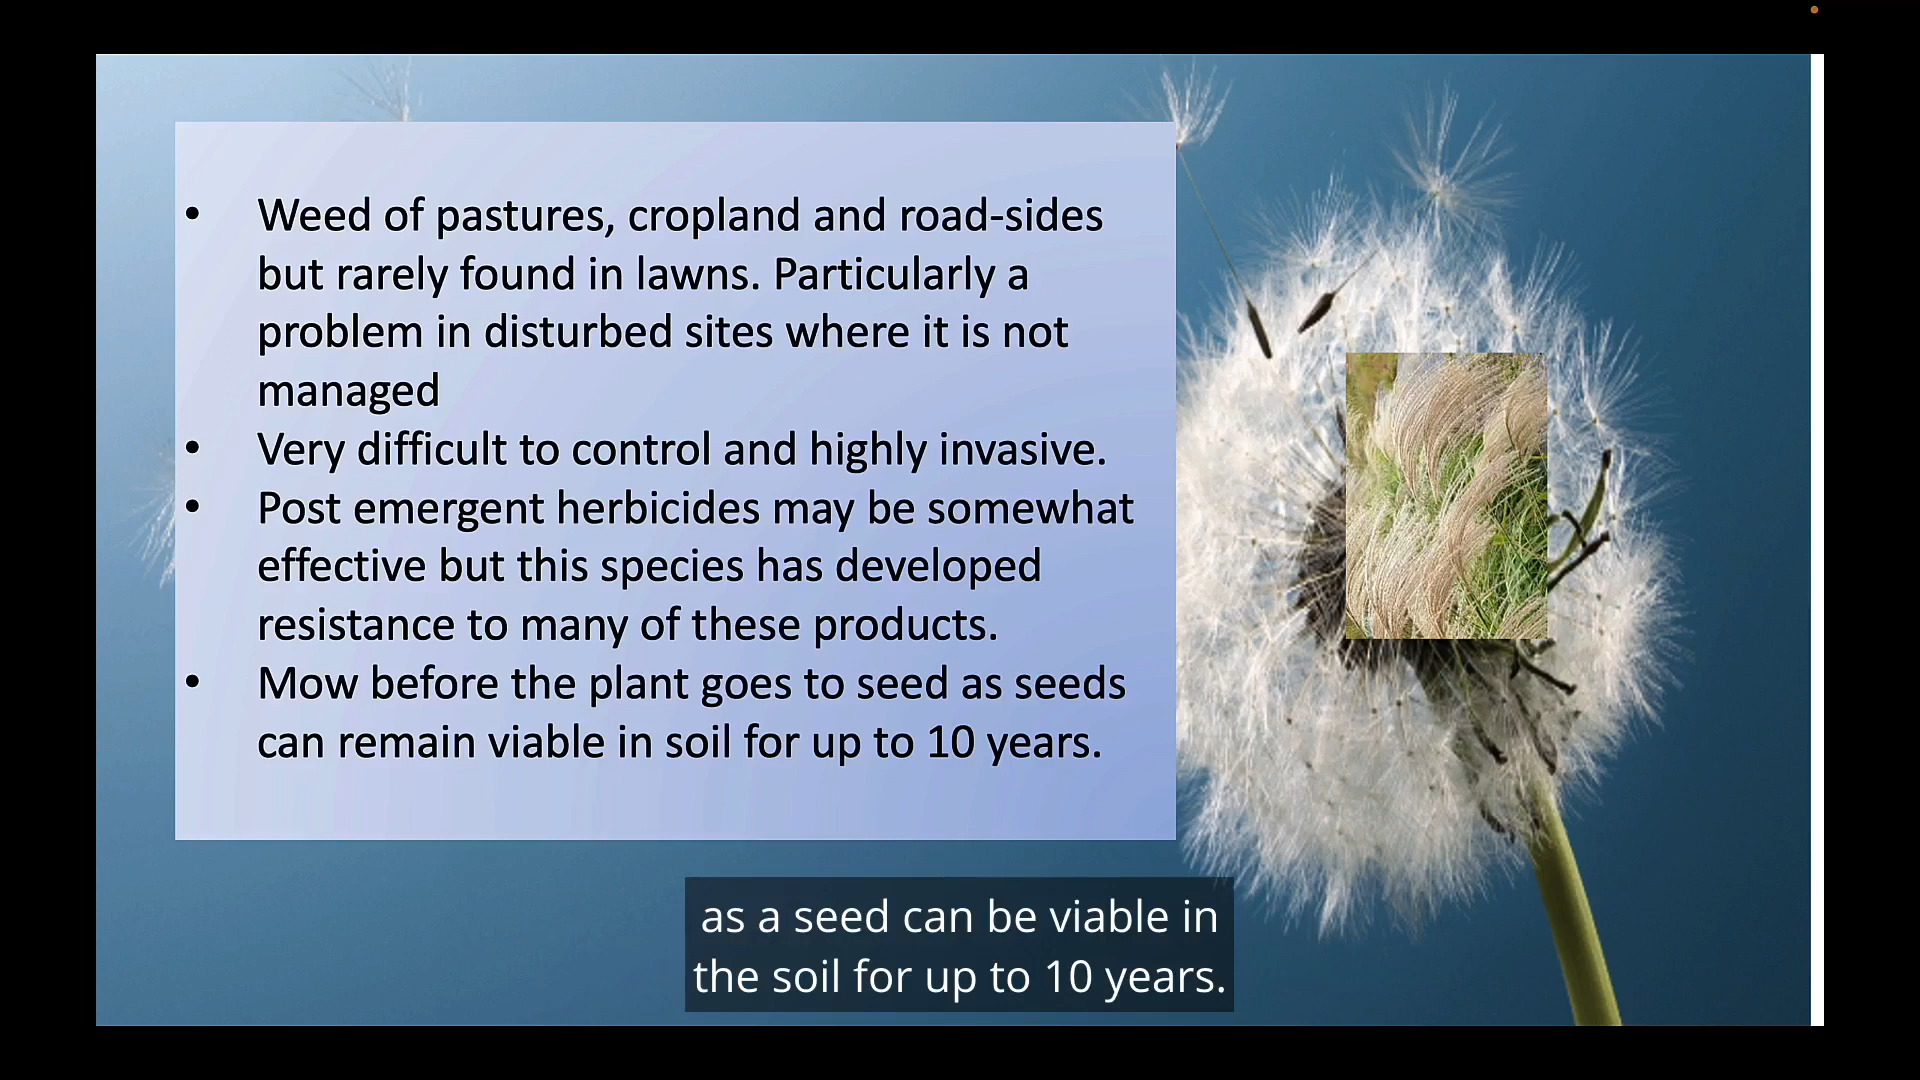 • Weed of pastures, cropland and road-sides
but rarely found in lawns. Particularly a
problem in disturbed sites where it is not
managed
• Very difficult to control and highly invasive.
• Post emergent herbicides may be somewhat
effective but this species has developed
resistance to many of these products.
• Mow before the plant goes to seed as seeds
can remain viable in soil for up to 10 years.
as a seed can be viable in
the soil for up to 10 years.